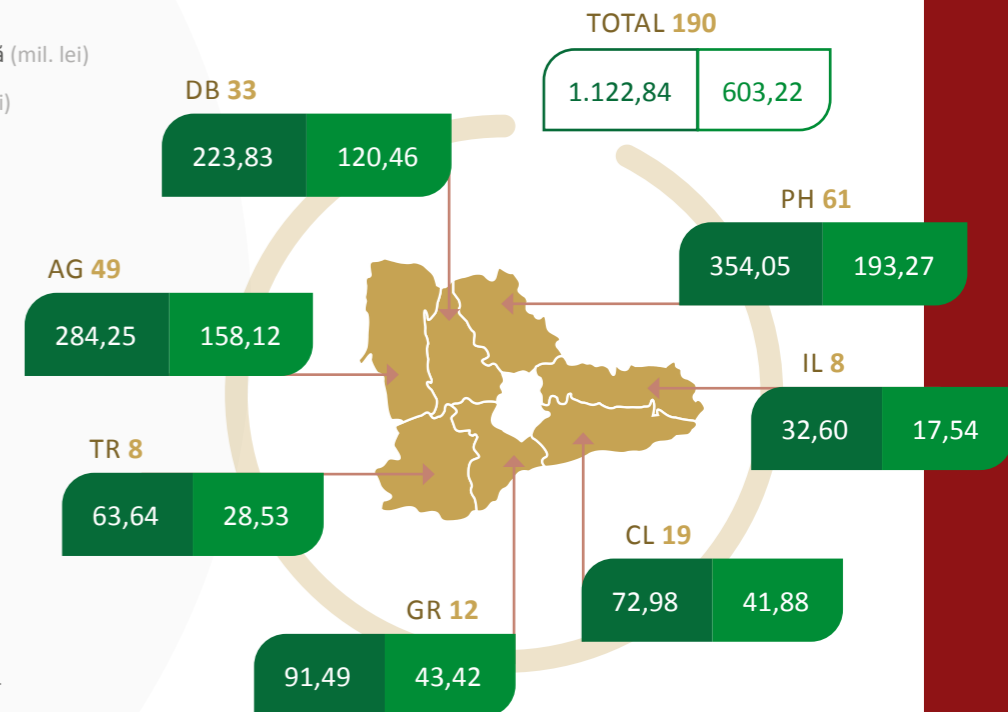 (mil. lei)
TOTAL 190
1.122,84 603,22
DB 33
223,83 120,46
PH 61
354,05 193,27
AG 49
284,25 158,12
IL 8
32,60 17,54
TR 8
63,64 28,53
CL 19
72,98 41,88
GR 12
91,49 43,42